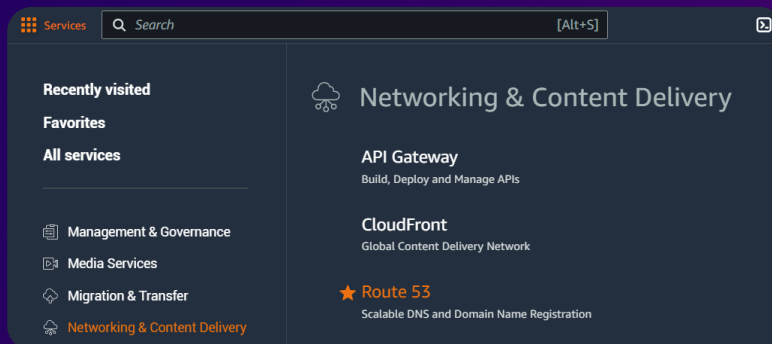 Services
Search [Alt+S]
Recently visited
Favorites
All services
Management & Governance
Media Services
Migration & Transfer
Networking & Content Delivery
Networking & Content Delivery
API Gateway
Build, Deploy and Manage APIs
CloudFront
Global Content Delivery Network
Route 53
Scalable DNS and Domain Name Registration